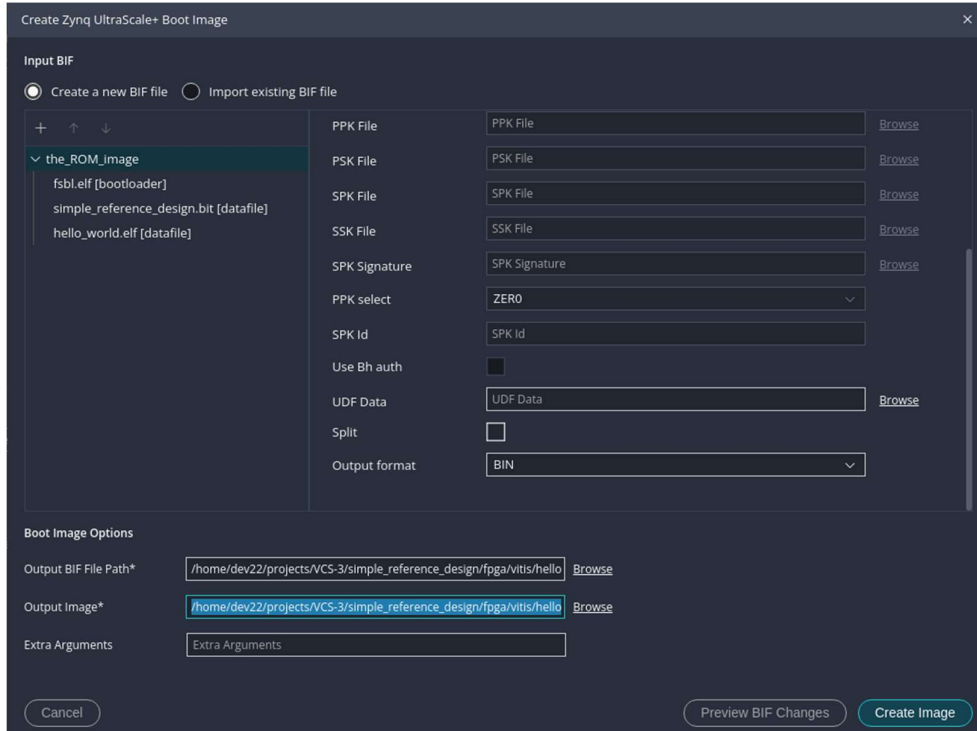 Create Zynq UltraScale+ Boot Image
Input BIF
Create a new BIF file Import existing BIF file
the_ROM_image
fsbl.elf [bootloader]
simple_reference_design.bit [datafile]
hello_world.elf [datafile]
PPK File PPK File Browse
PSK File PSK File Browse
SPK File SPK File Browse
SSK File SSK File Browse
SPK Signature SPK Signature Browse
PPK select ZER0
SPK Id SPK Id
Use Bh auth
UDF Data UDF Data Browse
Split
Output format BIN
Boot Image Options
Output BIF File Path* /home/dev22/projects/VCS-3/simple_reference_design/fpga/vitis/hello Browse
Output Image* /home/dev22/projects/VCS-3/simple_reference_design/fpga/vitis/hello Browse
Extra Arguments Extra Arguments
Cancel Preview BIF Changes Create Image